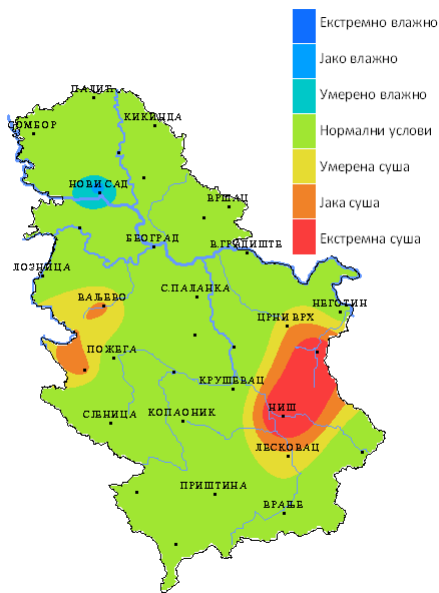 Екстремно влажно
Јако влажно
Умерено влажно
Нормални услови
Умерена суша
Јака суша
Екстремна суша
ПАЛИЋ
СОМБОР
КИКИНДА
НОВИ САД
ВРШАЦ
БЕОГРАД
В.ГРАДИШТЕ
ЛОЗНИЦА
ВАЉЕВО
С.ПАЛАНКА
НЕГОТИН
ЦРНИ ВРХ
ПОЖЕГА
КРУШЕВАЦ
СЈЕНИЦА
КОПАОНИК
НИШ
ЛЕСКОВАЦ
ПРИШТИНА
ВРАЊЕ